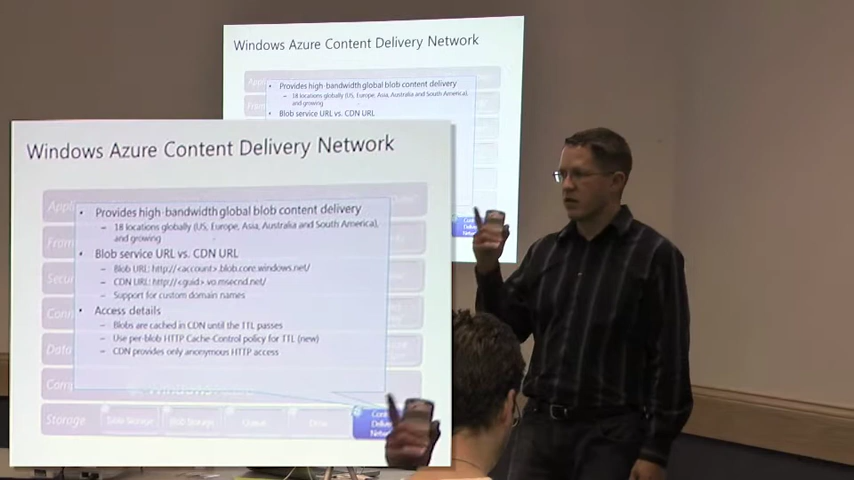 Windows Azure Content Delivery Network
• Provides high-bandwidth global blob content delivery
– 18 locations globally (US, Europe, Asia, Australia and South America),
and growing
• Blob service URL vs. CDN URL
Windows Azure Content Delivery Network
• Provides high-bandwidth global blob content delivery
– 18 locations globally (US, Europe, Asia, Australia and South America),
and growing
• Blob service URL vs. CDN URL
– Blob URL: http://<account>.blob.core.windows.net/
– CDN URL: http://<guid>.vo.msecnd.net/
– Support for custom domain names
• Access details
– Blobs are cached in CDN until the TTL passes
– Use per-blob HTTP Cache-Control policy for TTL (new)
– CDN provides only anonymous HTTP access
Data
Storage